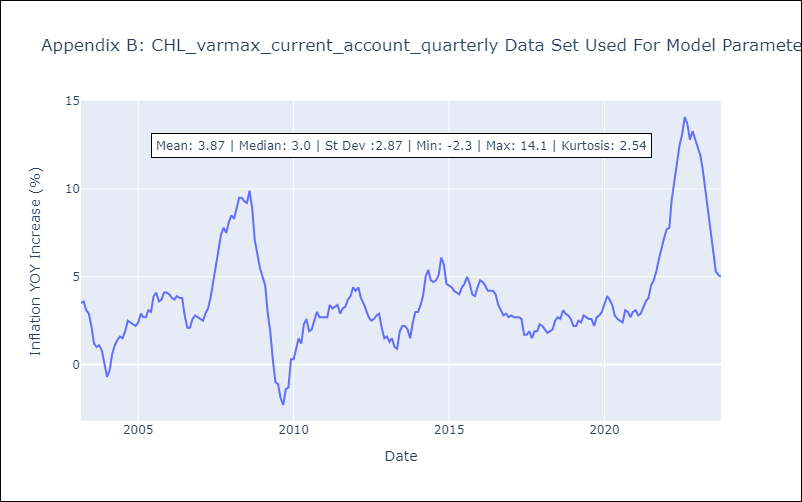 Appendix B: CHL_varmax_current_account_quarterly Data Set Used For Model Paramete
Mean: 3.87 | Median: 3.0 | St Dev :2.87 | Min: -2.3 | Max: 14.1 | Kurtosis: 2.54
Inflation YOY Increase (%)
15
10
5
0
2005 2010 2015 2020
Date